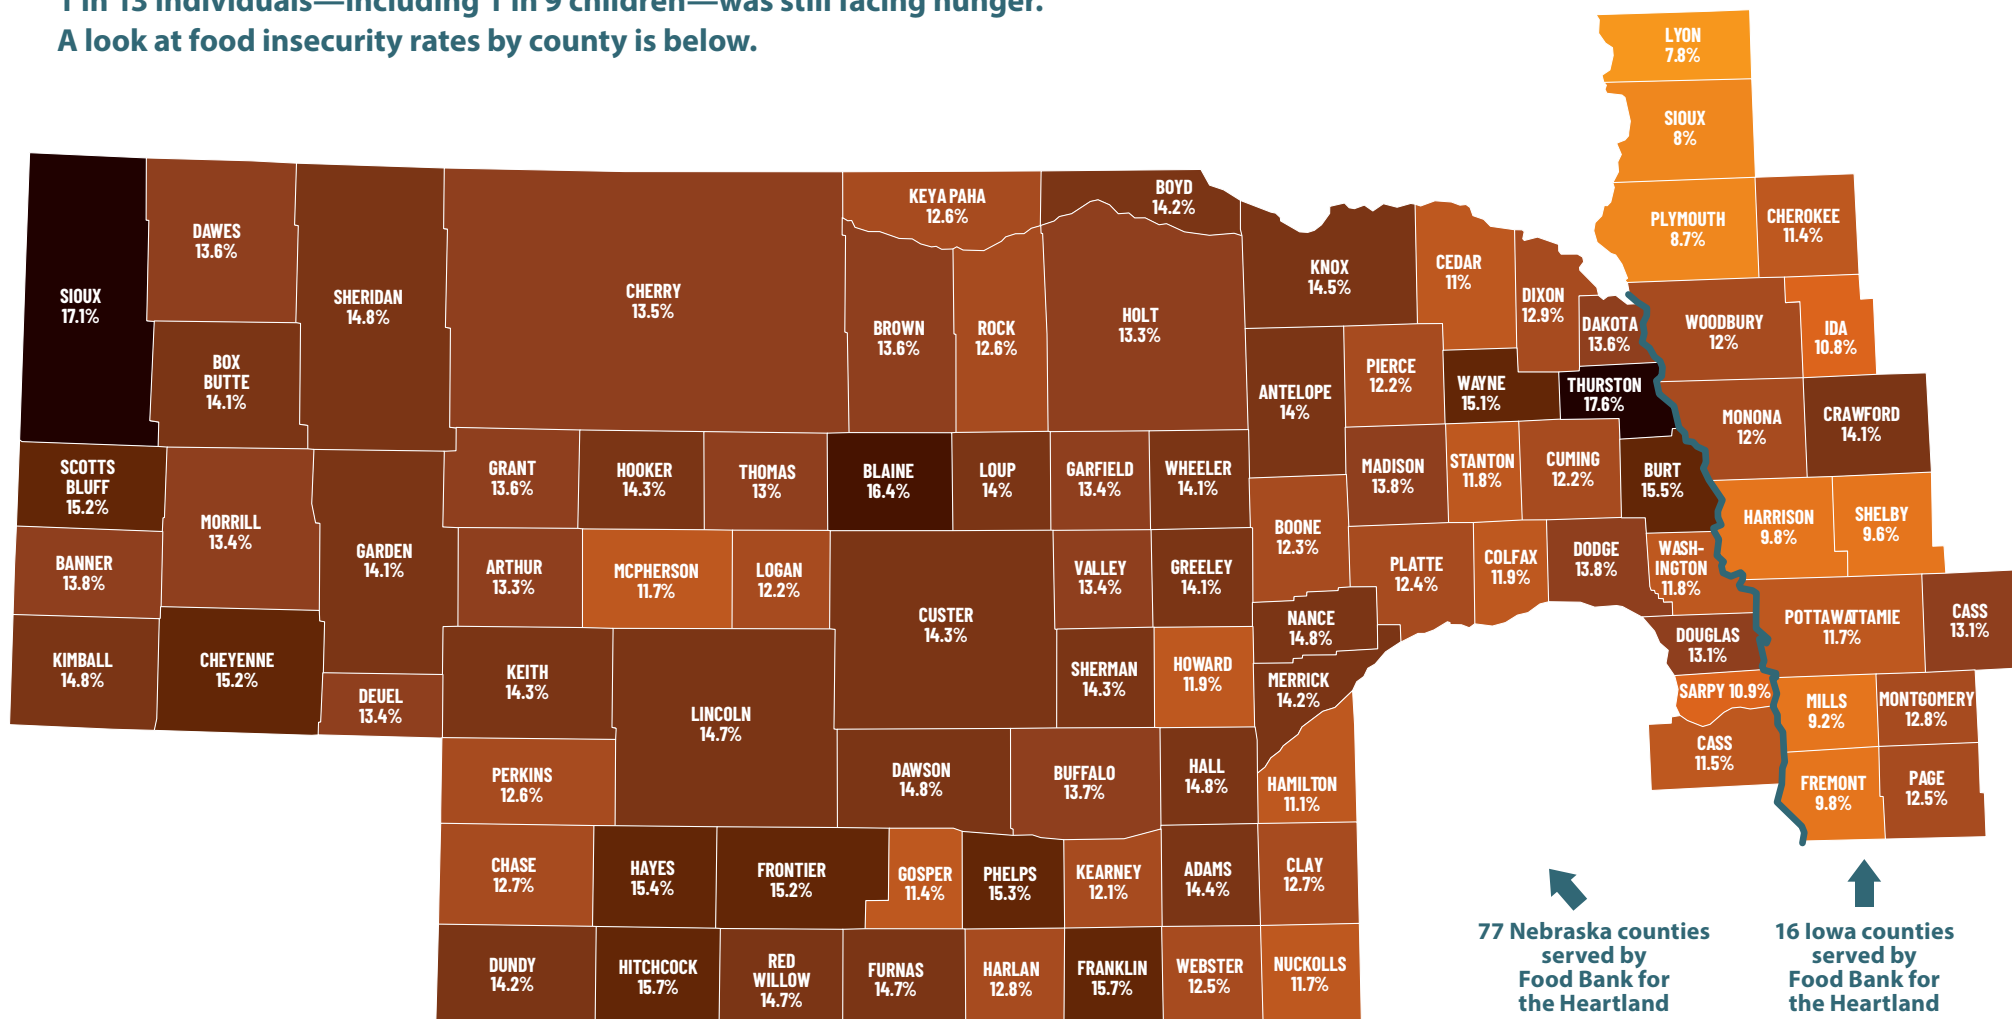 1 in 13 individuals—including 1 in 9 children—was still facing hunger.
A look at food insecurity rates by county is below.
LYON
7.8%
SIOUX
8%
PLYMOUTH
8.7%
CHEROKEE
11.4%
WOODBURY
12%
IDA
10.8%
MONONA
12%
CRAWFORD
14.1%
HARRISON
9.8%
SHELBY
9.6%
POTTAWATTAMIE
11.7%
CASS
13.1%
MILLS
9.2%
MONTGOMERY
12.8%
FREMONT
9.8%
PAGE
12.5%
SIOUX
17.1%
DAWES
13.6%
SHERIDAN
14.8%
BOX
BUTTE
14.1%
CHERRY
13.5%
KEYA PAHA
12.6%
BOYD
14.2%
BROWN
13.6%
ROCK
12.6%
HOLT
13.3%
KNOX
14.5%
CEDAR
11%
DIXON
12.9%
DAKOTA
13.6%
ANTELOPE
14%
PIERCE
12.2%
WAYNE
15.1%
THURSTON
17.6%
SCOTTS
BLUFF
15.2%
MORRILL
13.4%
GARDEN
14.1%
GRANT
13.6%
HOOKER
14.3%
THOMAS
13%
BLAINE
16.4%
LOUP
14%
GARFIELD
13.4%
WHEELER
14.1%
MADISON
13.8%
STANTON
11.8%
CUMING
12.2%
BURT
15.5%
BANNER
13.8%
ARTHUR
13.3%
MCPHERSON
11.7%
LOGAN
12.2%
CUSTER
14.3%
VALLEY
13.4%
GREELEY
14.1%
BOONE
12.3%
PLATTE
12.4%
COLFAX
11.9%
DODGE
13.8%
WASH-
INGTON
11.8%
KIMBALL
14.8%
CHEYENNE
15.2%
DEUEL
13.4%
KEITH
14.3%
LINCOLN
14.7%
SHERMAN
14.3%
HOWARD
11.9%
NANCE
14.8%
MERRICK
14.2%
DOUGLAS
13.1%
SARPY 10.9%
CASS
11.5%
PERKINS
12.6%
DAWSON
14.8%
BUFFALO
13.7%
HALL
14.8%
HAMILTON
11.1%
CHASE
12.7%
HAYES
15.4%
FRONTIER
15.2%
GOSPER
11.4%
PHELPS
15.3%
KEARNEY
12.1%
ADAMS
14.4%
CLAY
12.7%
DUNDY
14.2%
HITCHCOCK
15.7%
RED
WILLOW
14.7%
FURNAS
14.7%
HARLAN
12.8%
FRANKLIN
15.7%
WEBSTER
12.5%
NUCKOLLS
11.7%
77 Nebraska counties
served by
Food Bank for
the Heartland
16 Iowa counties
served by
Food Bank for
the Heartland